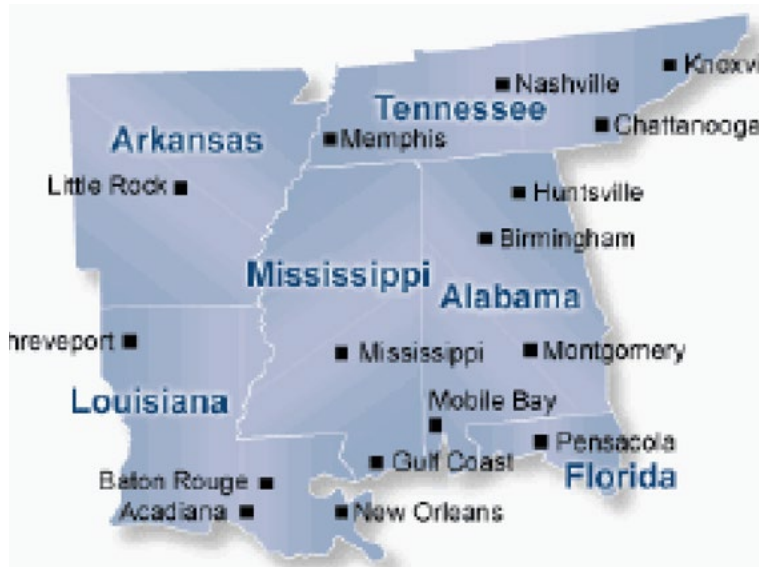 Knoxvi
Nashville
Tennessee
Chattanooga
Arkansas
Memphis
Little Rock
Huntsville
Birmingham
Mississippi
Alabama
hreveport
Mississippi
Montgomery
Louisiana
Mobile Bay
Pensacola
Gulf Coast
Florida
Baton Rouge
Acadiana
New Orleans